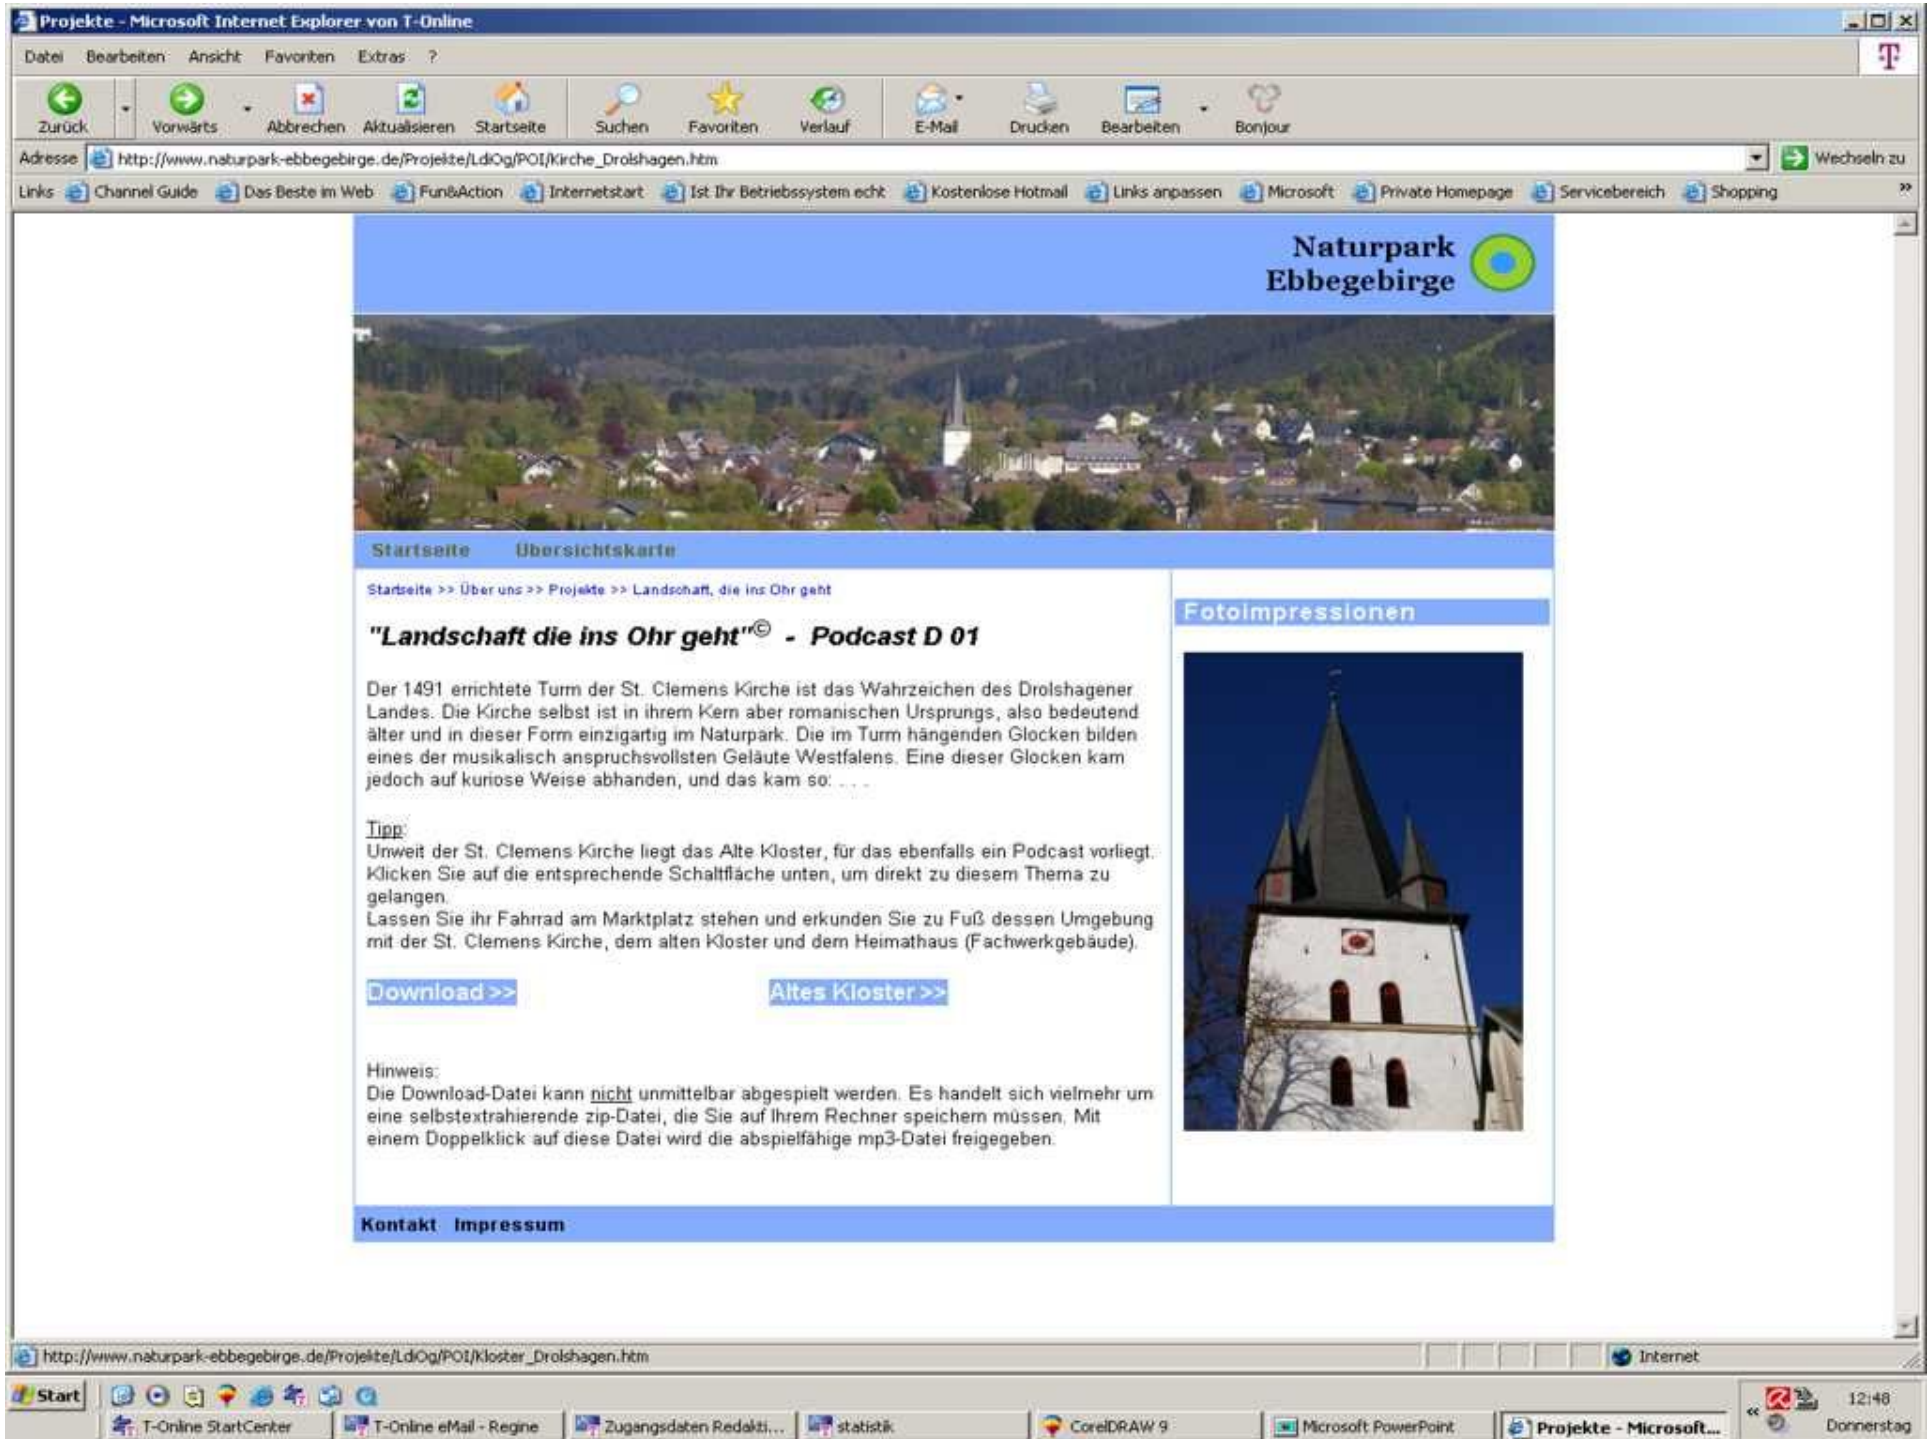 Projekte - Microsoft Internet Explorer von T-Online
Datei Bearbeiten Ansicht Favoriten Extras ?
Zurück Vorwärts Abbrechen Aktualisieren Startseite Suchen Favoriten Verlauf E-Mail Drucken Bearbeiten Bonjour
Adresse http://www.naturpark-ebbegebirge.de/Projekte/LdiOg/POI/Kirche_Drolshagen.htm Wechseln zu
Links Channel Guide Das Beste im Web Fun&Action Internetstart Ist Ihr Betriebssystem echt Kostenlose Hotmail Links anpassen Microsoft Private Homepage Servicebereich Shopping »
Naturpark
Ebbegebirge
Startseite Übersichtskarte
Startseite >> Über uns >> Projekte >> Landschaft, die ins Ohr geht
"Landschaft die ins Ohr geht"© - Podcast D 01
Der 1491 errichtete Turm der St. Clemens Kirche ist das Wahrzeichen des Drolshagener
Landes. Die Kirche selbst ist in ihrem Kern aber romanischen Ursprungs, also bedeutend
älter und in dieser Form einzigartig im Naturpark. Die im Turm hängenden Glocken bilden
eines der musikalisch anspruchsvollsten Geläute Westfalens. Eine dieser Glocken kam
jedoch auf kuriose Weise abhanden, und das kam so: . . .
Tipp:
Unweit der St. Clemens Kirche liegt das Alte Kloster, für das ebenfalls ein Podcast vorliegt.
Klicken Sie auf die entsprechende Schaltfläche unten, um direkt zu diesem Thema zu
gelangen.
Lassen Sie ihr Fahrrad am Marktplatz stehen und erkunden Sie zu Fuß dessen Umgebung
mit der St. Clemens Kirche, dem alten Kloster und dem Heimathaus (Fachwerkgebäude).
Download >> Altes Kloster >>
Hinweis:
Die Download-Datei kann nicht unmittelbar abgespielt werden. Es handelt sich vielmehr um
eine selbstextrahierende zip-Datei, die Sie auf Ihrem Rechner speichern müssen. Mit
einem Doppelklick auf diese Datei wird die abspielfähige mp3-Datei freigegeben.
Fotoimpressionen
Kontakt Impressum
http://www.naturpark-ebbegebirge.de/Projekte/LdiOg/POI/Kloster_Drolshagen.htm Internet
Start « 12:48
T-Online StartCenter T-Online eMail - Regine Zugangsdaten Redakti... statistik CorelDRAW 9 Microsoft PowerPoint Projekte - Microsoft... Donnerstag